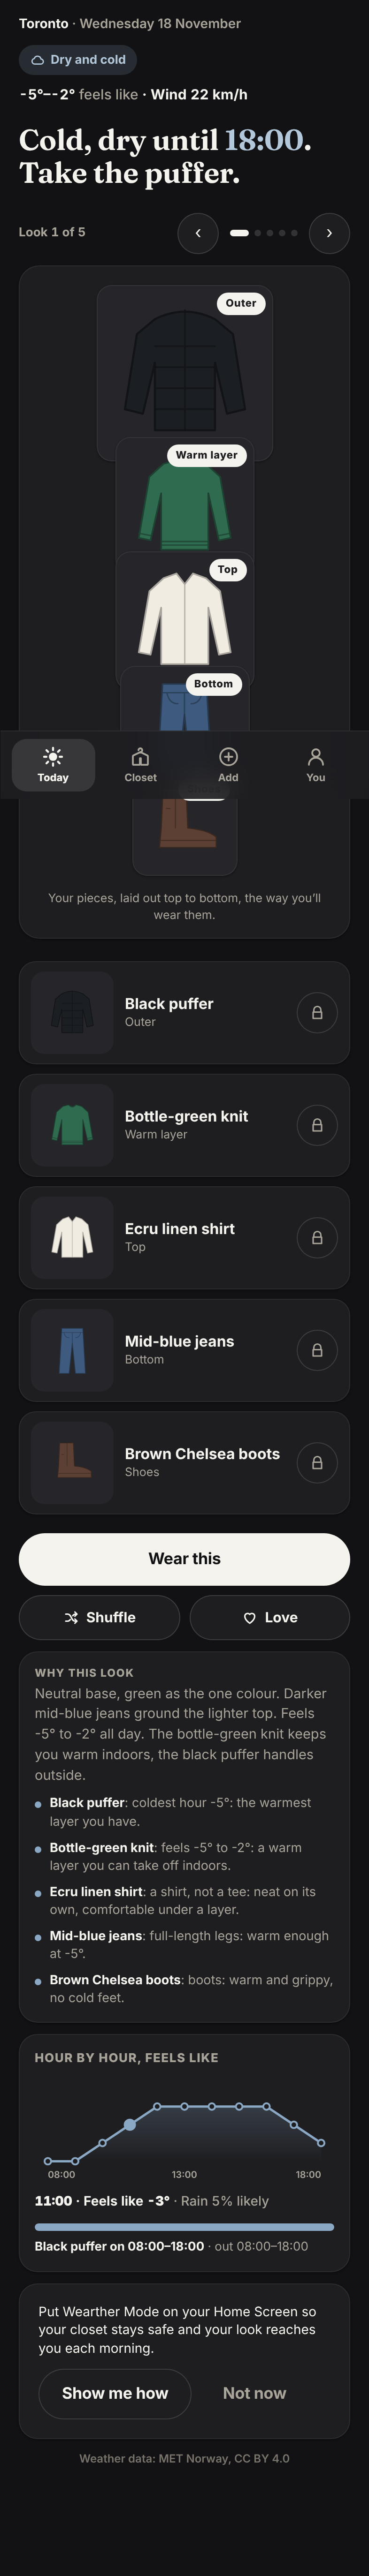 Toronto · Wednesday 18 November
Dry and cold
-5°–-2° feels like · Wind 22 km/h
Cold, dry until 18:00.
Take the puffer.
Look 1 of 5
Outer
Warm layer
Top
Bottom
Today
Closet
Add
You
Your pieces, laid out top to bottom, the way you'll
wear them.
Black puffer
Outer
Bottle-green knit
Warm layer
Ecru linen shirt
Top
Mid-blue jeans
Bottom
Brown Chelsea boots
Shoes
Wear this
Shuffle
Love
WHY THIS LOOK
Neutral base, green as the one colour. Darker
mid-blue jeans ground the lighter top. Feels
-5° to -2° all day. The bottle-green knit keeps
you warm indoors, the black puffer handles
outside.
Black puffer: coldest hour -5°: the warmest
layer you have.
Bottle-green knit: feels -5° to -2°: a warm
layer you can take off indoors.
Ecru linen shirt: a shirt, not a tee: neat on its
own, comfortable under a layer.
Mid-blue jeans: full-length legs: warm enough
at -5°.
Brown Chelsea boots: boots: warm and grippy,
no cold feet.
HOUR BY HOUR, FEELS LIKE
08:00 13:00 18:00
11:00 · Feels like -3° · Rain 5% likely
Black puffer on 08:00–18:00 · out 08:00–18:00
Put Wearther Mode on your Home Screen so
your closet stays safe and your look reaches
you each morning.
Show me how
Not now
Weather data: MET Norway, CC BY 4.0